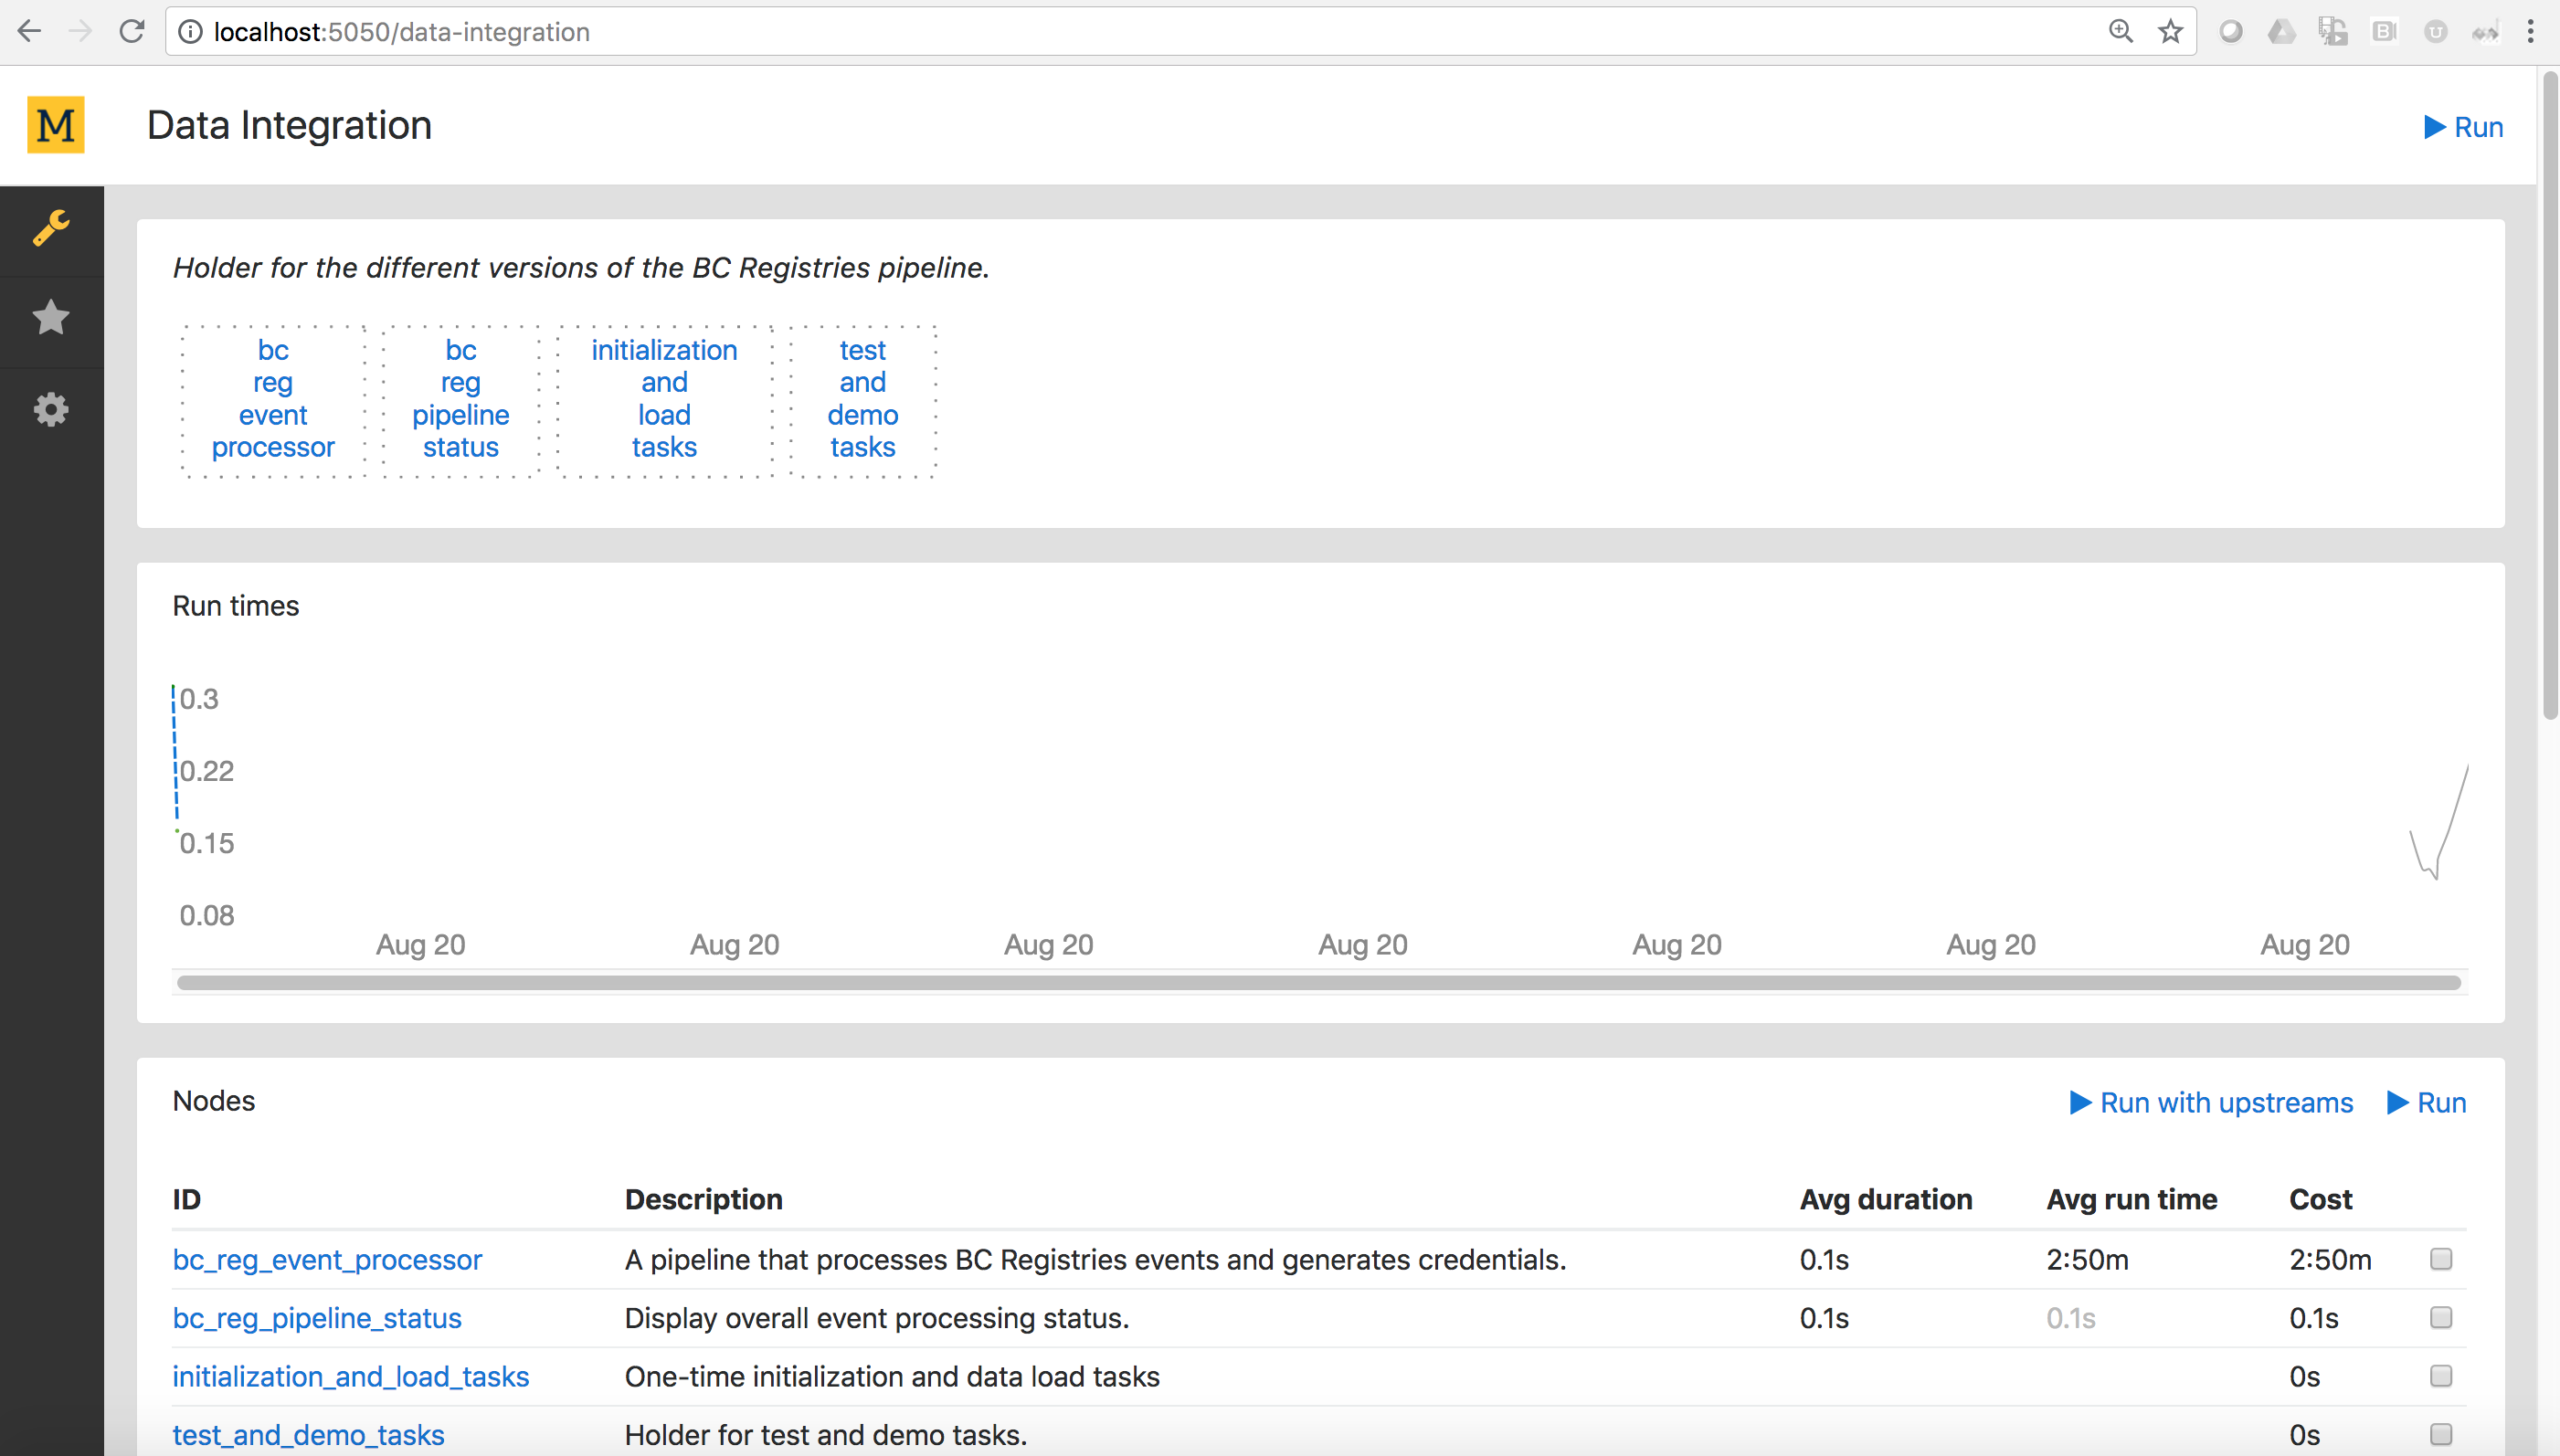 localhost:5050/data-integration
M
Data Integration
Run
Holder for the different versions of the BC Registries pipeline.
bc
reg
event
processor
bc
reg
pipeline
status
initialization
and
load
tasks
test
and
demo
tasks
Run times
0.3
0.22
0.15
0.08
Aug 20 Aug 20 Aug 20 Aug 20 Aug 20 Aug 20 Aug 20
Nodes Run with upstreams Run
ID Description Avg duration Avg run time Cost
bc_reg_event_processor A pipeline that processes BC Registries events and generates credentials. 0.1s 2:50m 2:50m
bc_reg_pipeline_status Display overall event processing status. 0.1s 0.1s 0.1s
initialization_and_load_tasks One-time initialization and data load tasks 0s
test_and_demo_tasks Holder for test and demo tasks. 0s